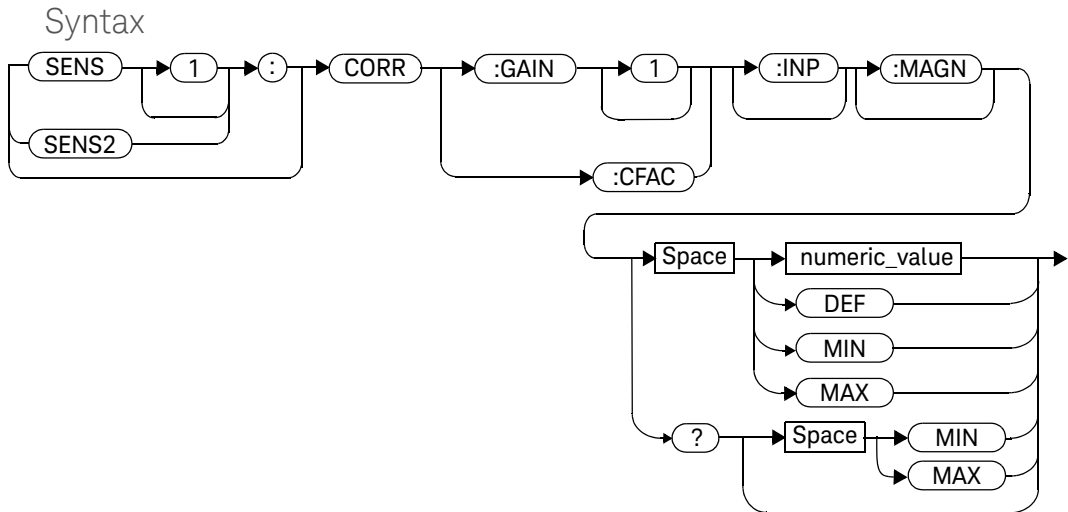 Syntax
SENS 1 : CORR :GAIN 1 :INP :MAGN
SENS2
:CFAC
Space numeric_value
DEF
MIN
MAX
? Space MIN
MAX